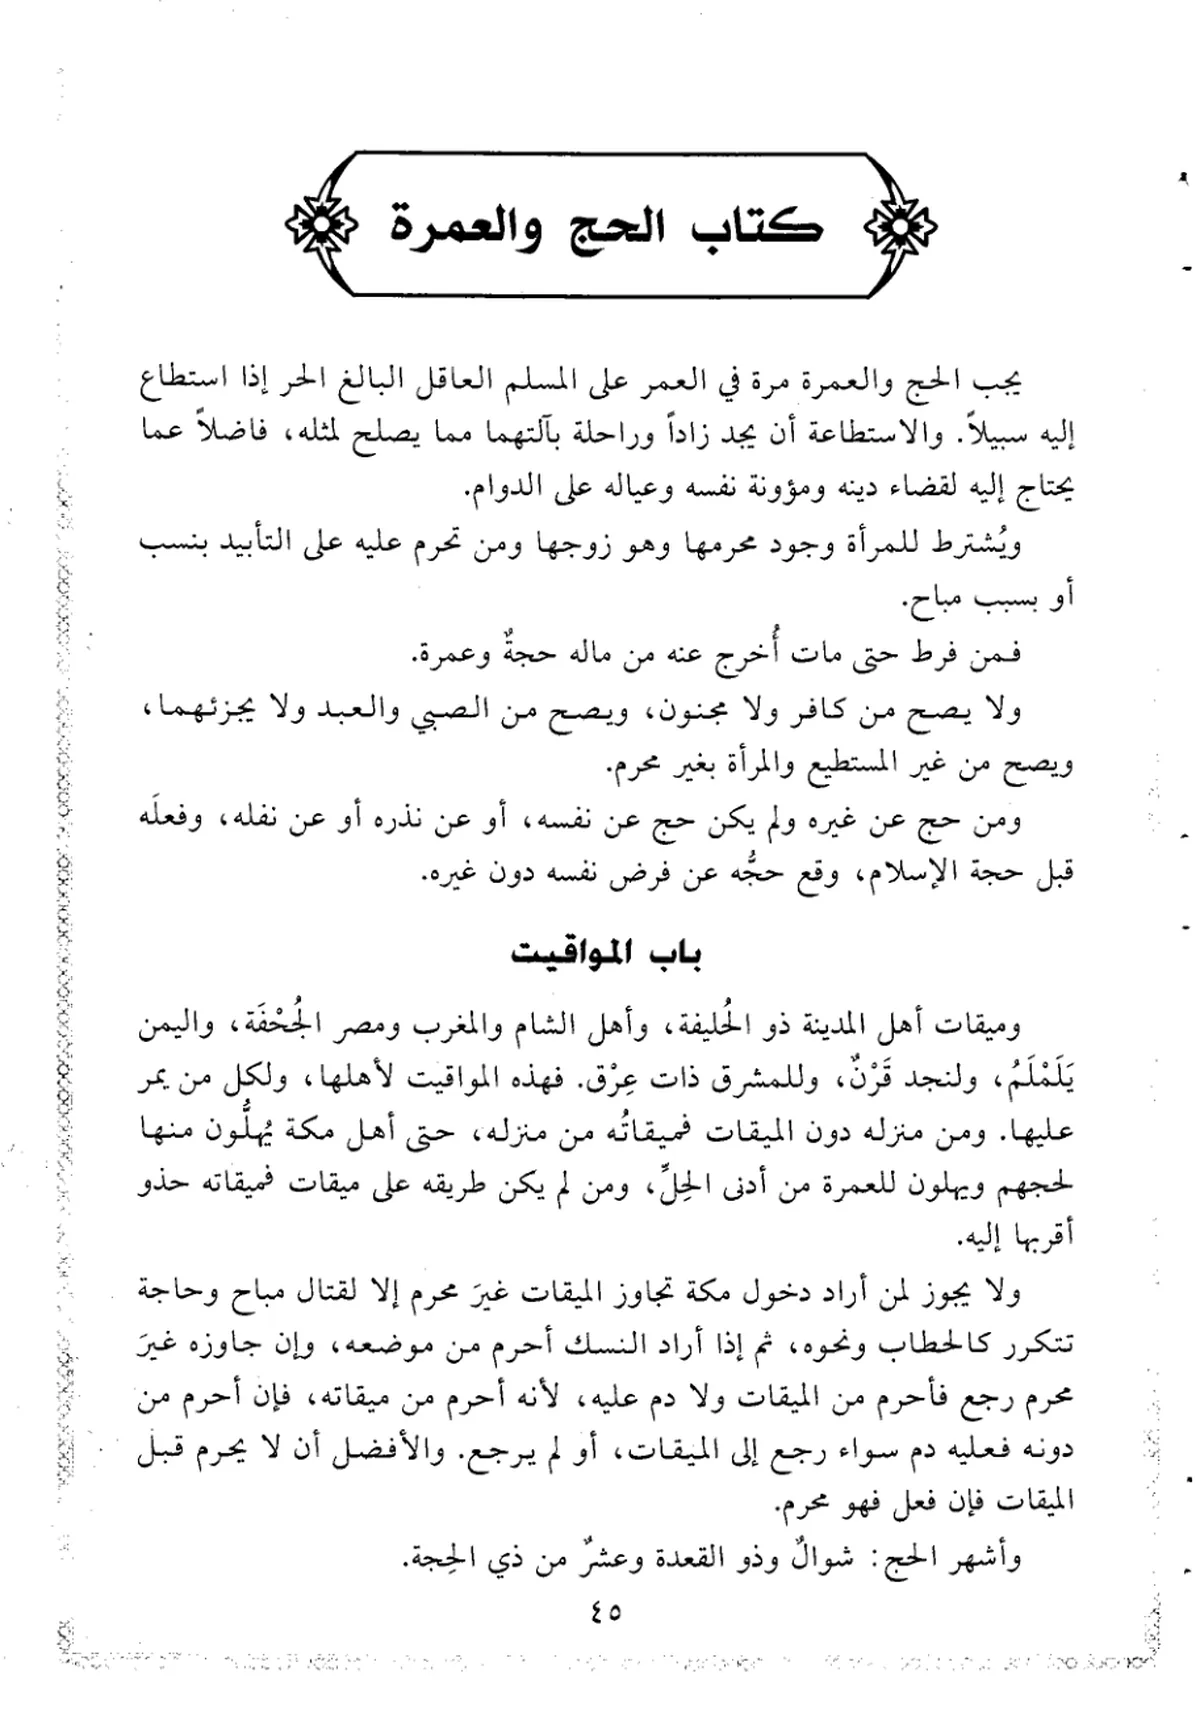 كتاب الحج والعمرة
يجب الحج والعمرة مرة في العمر على المسلم العاقل البالغ الحر إذا استطاع
إليه سبيلاً. والاستطاعة أن يجد زاداً وراحلة بآلتهما مما يصلح لمثله، فاضلاً عما
يحتاج إليه لقضاء دينه ومؤونة نفسه وعياله على الدوام.
ويُشترط للمرأة وجود محرمها وهو زوجها ومن تحرم عليه على التأبيد بنسب
أو بسبب مباح.
فمن فرط حتى مات أُخرج عنه من ماله حجةٌ وعمرة.
ولا يصح من كافر ولا مجنون، ويصح من الصبي والعبد ولا يجزئهما،
ويصح من غير المستطيع والمرأة بغير محرم.
ومن حج عن غيره ولم يكن حج عن نفسه، أو عن نذره أو عن نفله، وفعلَه
قبل حجة الإسلام، وقع حجُّه عن فرض نفسه دون غيره.
باب المواقيت
وميقات أهل المدينة ذو الحُليفة، وأهل الشام والمغرب ومصر الجُحْفَة، واليمن
يَلَمْلَمُ، ولنجد قَرْنٌ، وللمشرق ذات عِرْق. فهذه المواقيت لأهلها، ولكل من يمر
عليها. ومن منزله دون الميقات فميقاتُه من منزله، حتى أهل مكة يُهلُّون منها
لحجهم ويهلون للعمرة من أدنى الحِلِّ، ومن لم يكن طريقه على ميقات فميقاته حذو
أقربها إليه.
ولا يجوز لمن أراد دخول مكة تجاوز الميقات غيرَ محرم إلا لقتال مباح وحاجة
تتكرر كالحطاب ونحوه، ثم إذا أراد النسك أحرم من موضعه، وإن جاوزه غيرَ
محرم رجع فأحرم من الميقات ولا دم عليه، لأنه أحرم من ميقاته، فإن أحرم من
دونه فعليه دم سواء رجع إلى الميقات، أو لم يرجع. والأفضل أن لا يحرم قبل
الميقات فإن فعل فهو محرم.
وأشهر الحج: شوالٌ وذو القعدة وعشرٌ من ذي الحِجة.
٤٥